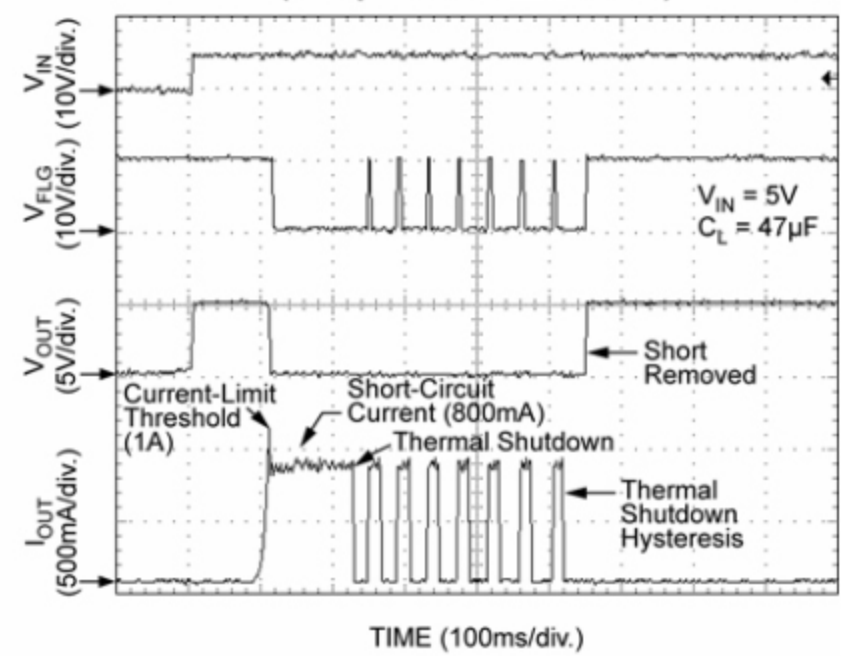 V_IN
(10V/div.)
V_FLG
(10V/div.)
V_IN = 5V
C_L = 47µF
V_OUT
(5V/div.)
Short
Removed
Current-Limit
Threshold
(1A)
Short-Circuit
Current (800mA)
Thermal Shutdown
I_OUT
(500mA/div.)
Thermal
Shutdown
Hysteresis
TIME (100ms/div.)